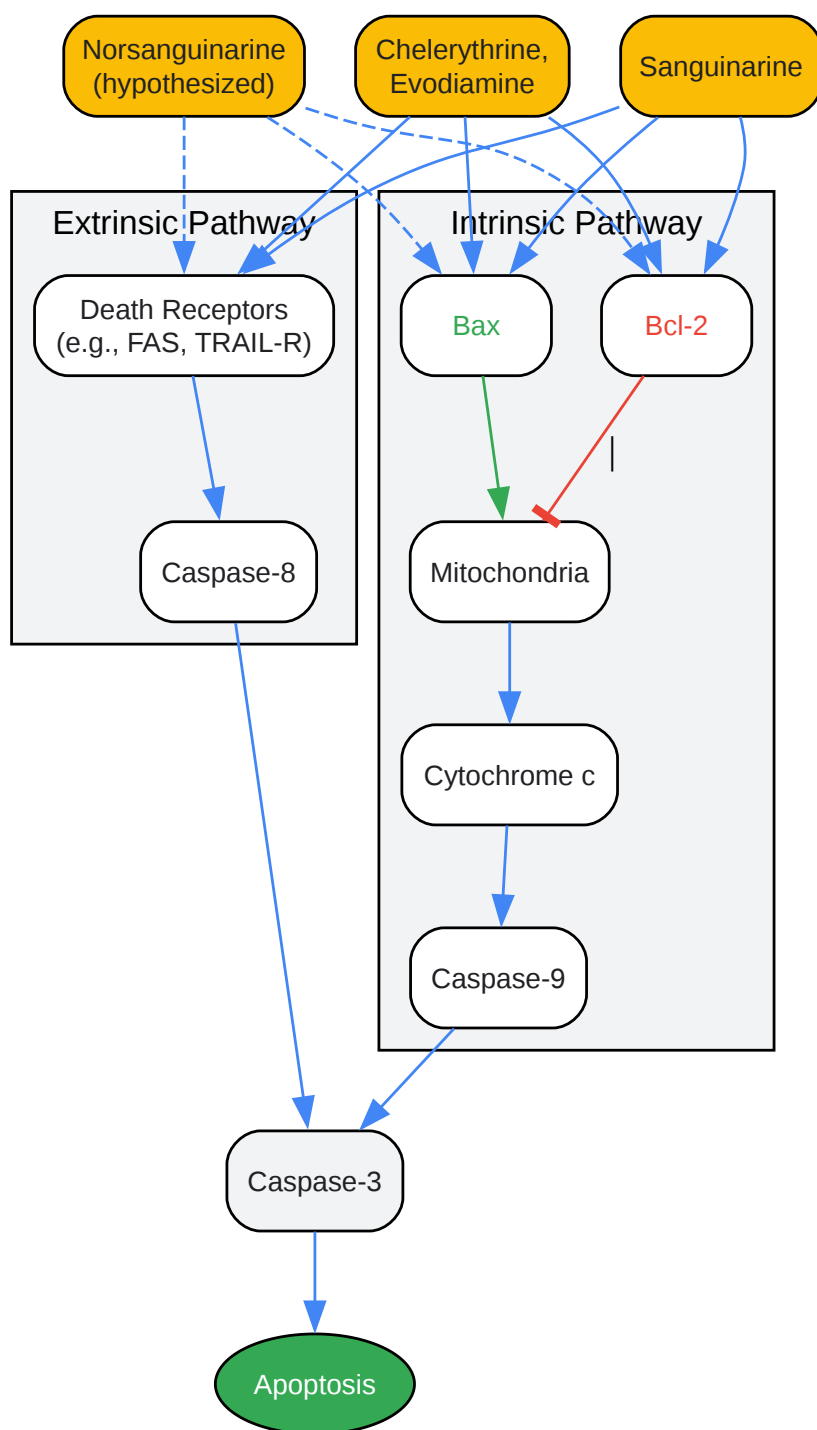 Norsanguinarine
(hypothesized)
Chelerythrine,
Evodiamine
Sanguinarine
Extrinsic Pathway
Intrinsic Pathway
Death Receptors
(e.g., FAS, TRAIL-R)
Bax
Bcl-2
|
Caspase-8
Mitochondria
Cytochrome c
Caspase-9
Caspase-3
Apoptosis